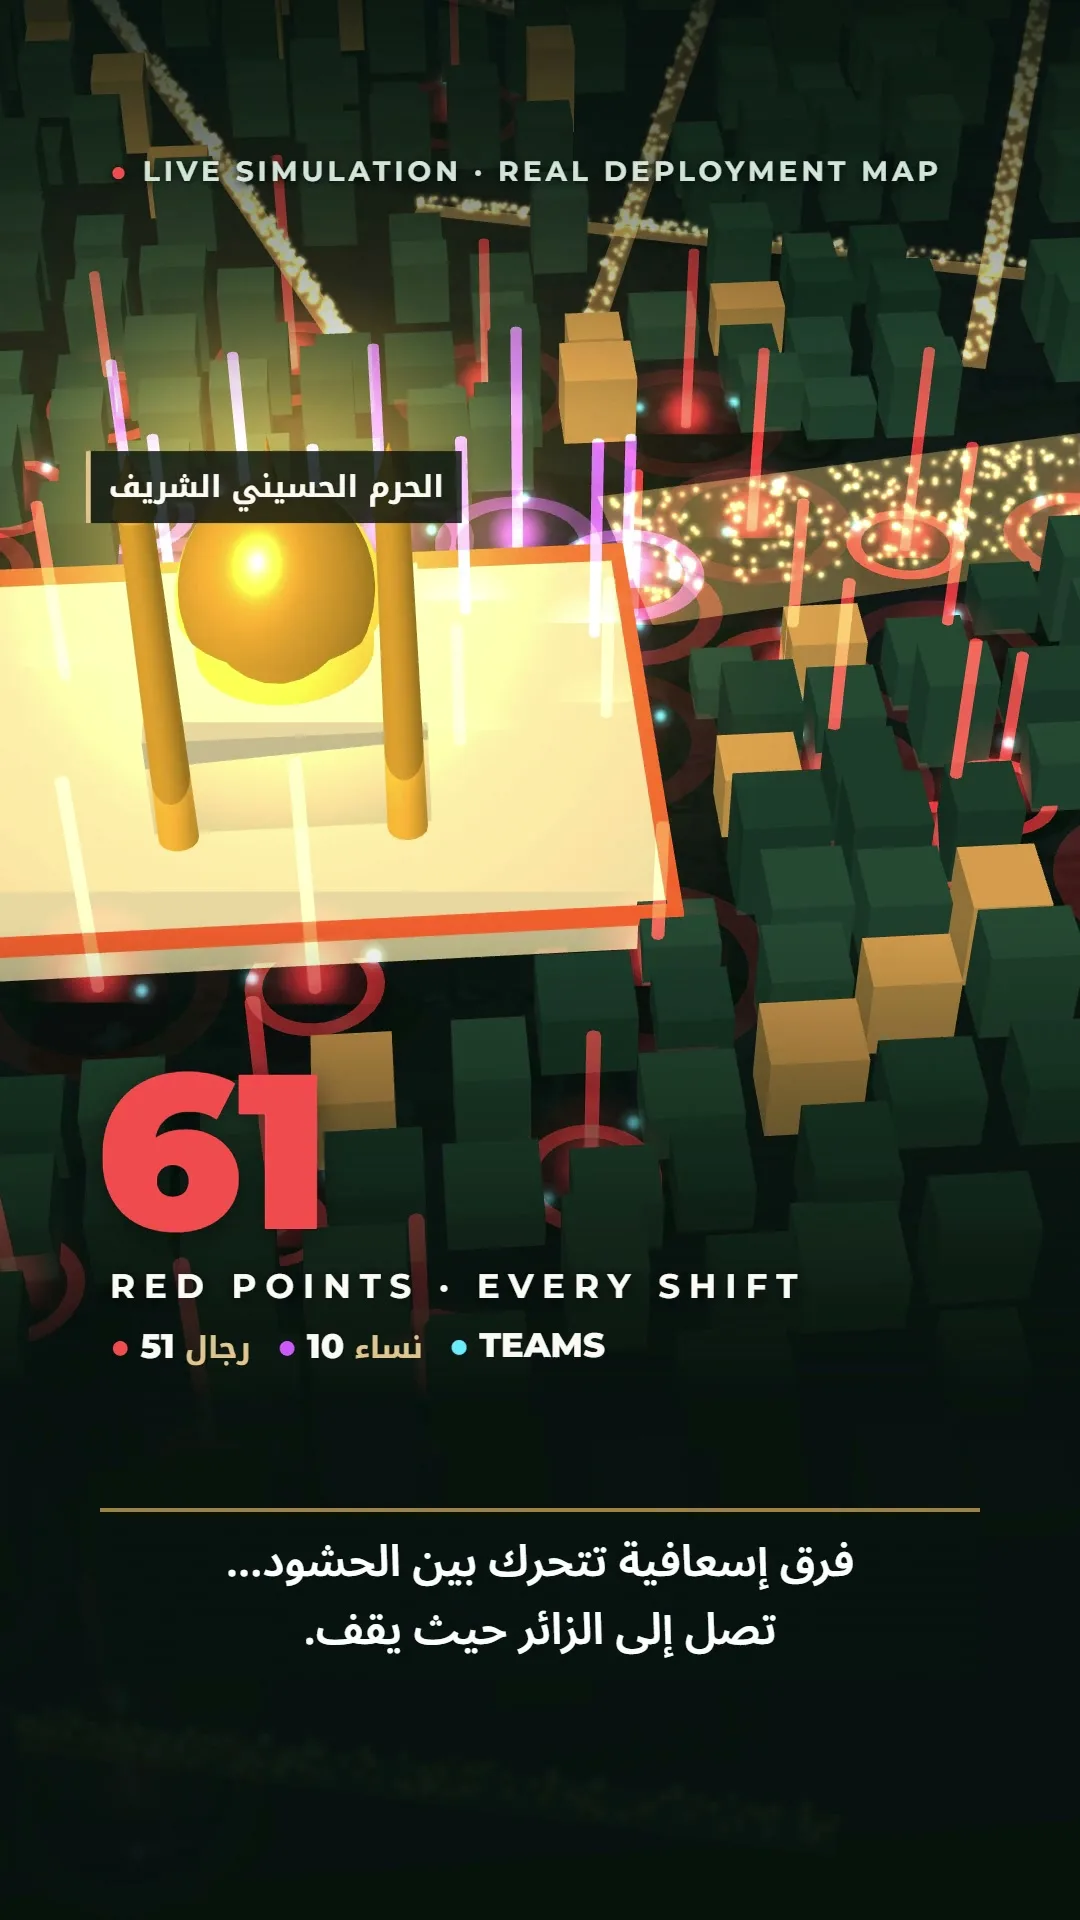 LIVE SIMULATION · REAL DEPLOYMENT MAP
الحرم الحسيني الشريف
61
RED POINTS · EVERY SHIFT
51 رجال 10 نساء TEAMS
فرق إسعافية تتحرك بين الحشود...
تصل إلى الزائر حيث يقف.